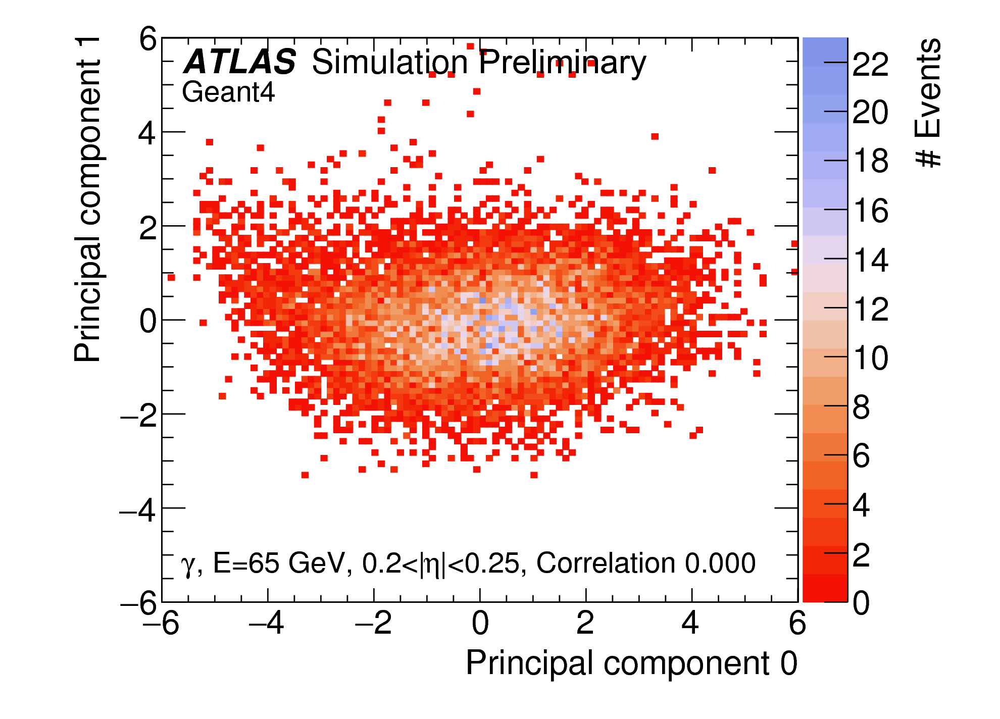 Principal component 1
6
4
2
0
−2
−4
−6
ATLAS Simulation Preliminary
Geant4
γ, E=65 GeV, 0.2<|η|<0.25, Correlation 0.000
−6 −4 −2 0 2 4 6
Principal component 0
22
20
18
16
14
12
10
8
6
4
2
0
# Events